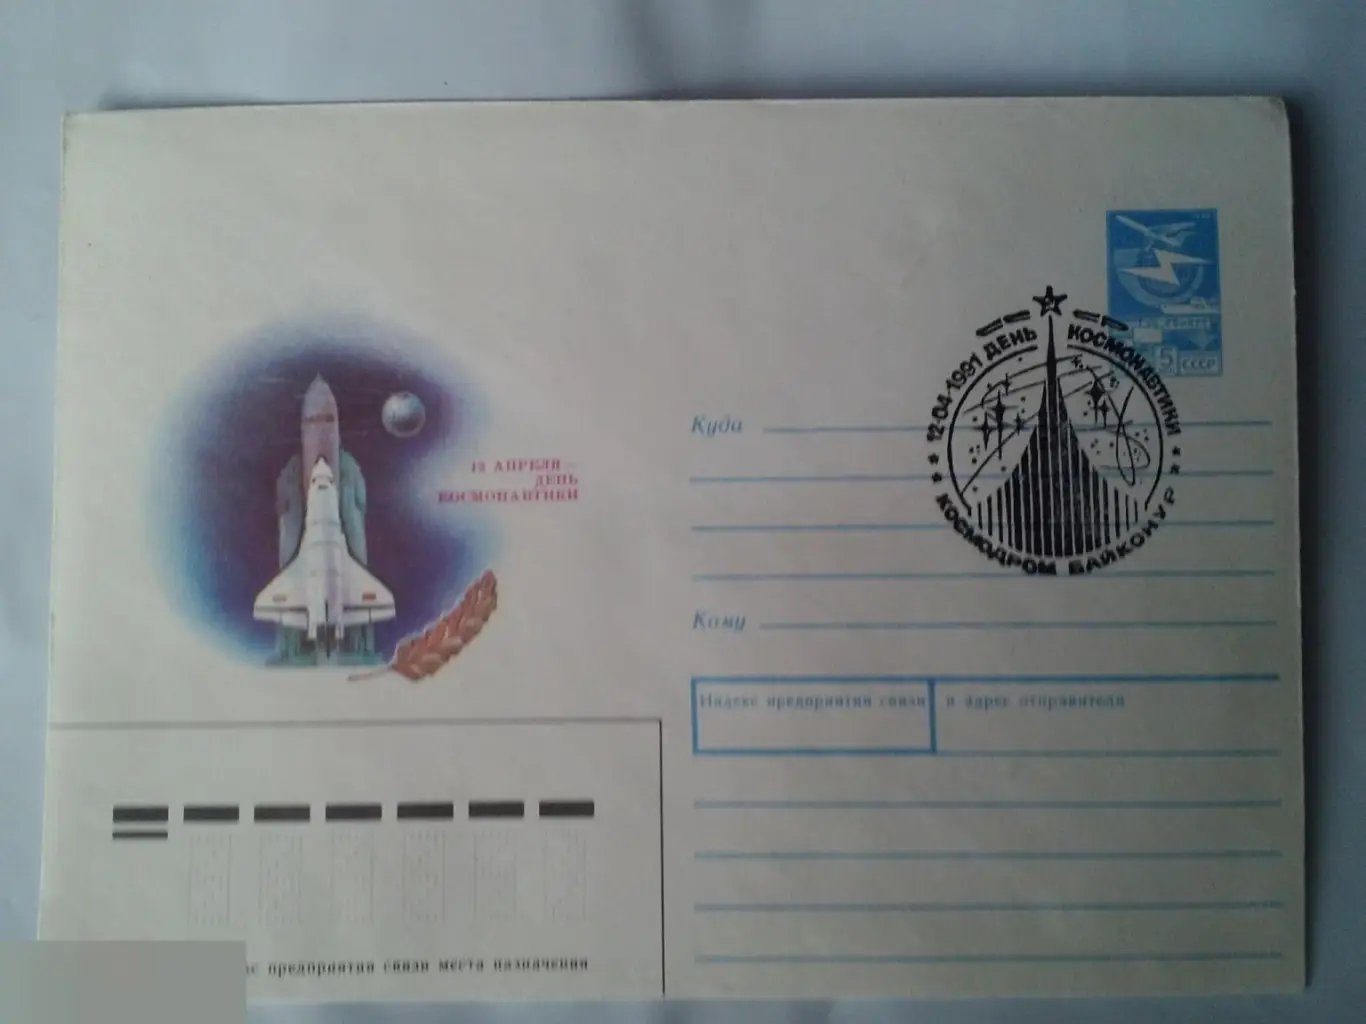 12 АПРЕЛЯ —
ДЕНЬ
КОСМОНАВТИКИ
5
СССР
12-04-1991 ДЕНЬ КОСМОНАВТИКИ
КОСМОДРОМ БАЙКОНУР
Куда
Кому
Индекс предприятия связи и адрес отправителя
предприятия связи места назначения